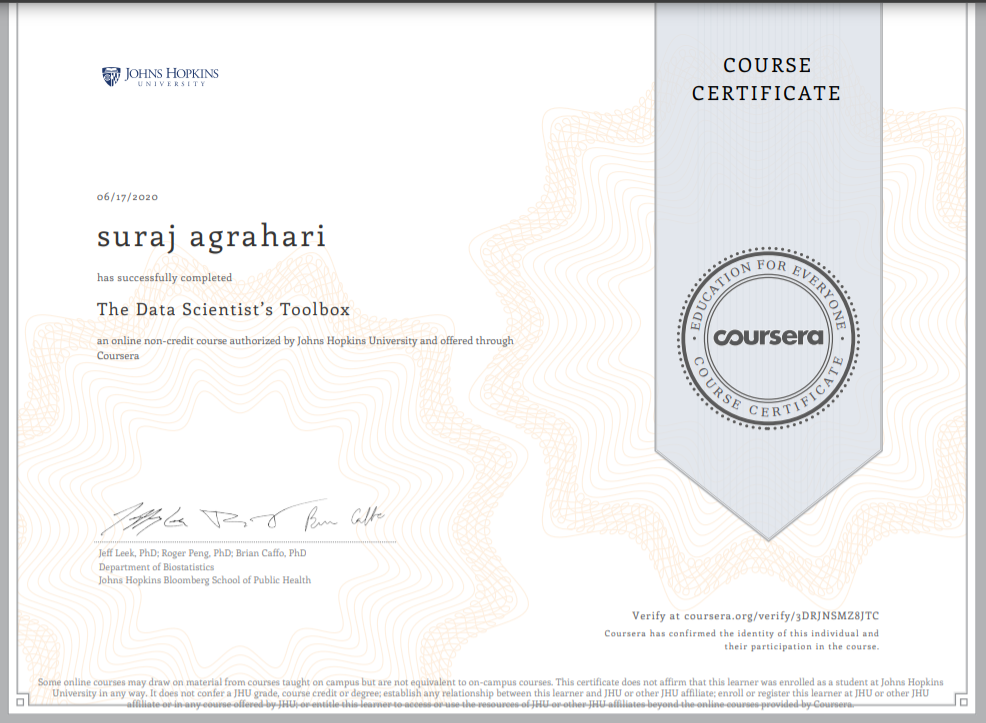 JOHNS HOPKINS
UNIVERSITY
COURSE
CERTIFICATE
06/17/2020
suraj agrahari
has successfully completed
The Data Scientist's Toolbox
an online non-credit course authorized by Johns Hopkins University and offered through
Coursera
EDUCATION FOR EVERYONE
coursera
COURSE CERTIFICATE
Jeff Leek, PhD; Roger Peng, PhD; Brian Caffo, PhD
Department of Biostatistics
Johns Hopkins Bloomberg School of Public Health
Verify at coursera.org/verify/3DRJNSMZ8JTC
Coursera has confirmed the identity of this individual and
their participation in the course.
Some online courses may draw on material from courses taught on campus but are not equivalent to on-campus courses. This certificate does not affirm that this learner was enrolled as a student at Johns Hopkins
University in any way. It does not confer a JHU grade, course credit or degree; establish any relationship between this learner and JHU or other JHU affiliate; enroll or register this learner at JHU or other JHU
affiliate or in any course offered by JHU; or entitle this learner to access or use the resources of JHU or other JHU affiliates beyond the online courses provided by Coursera.